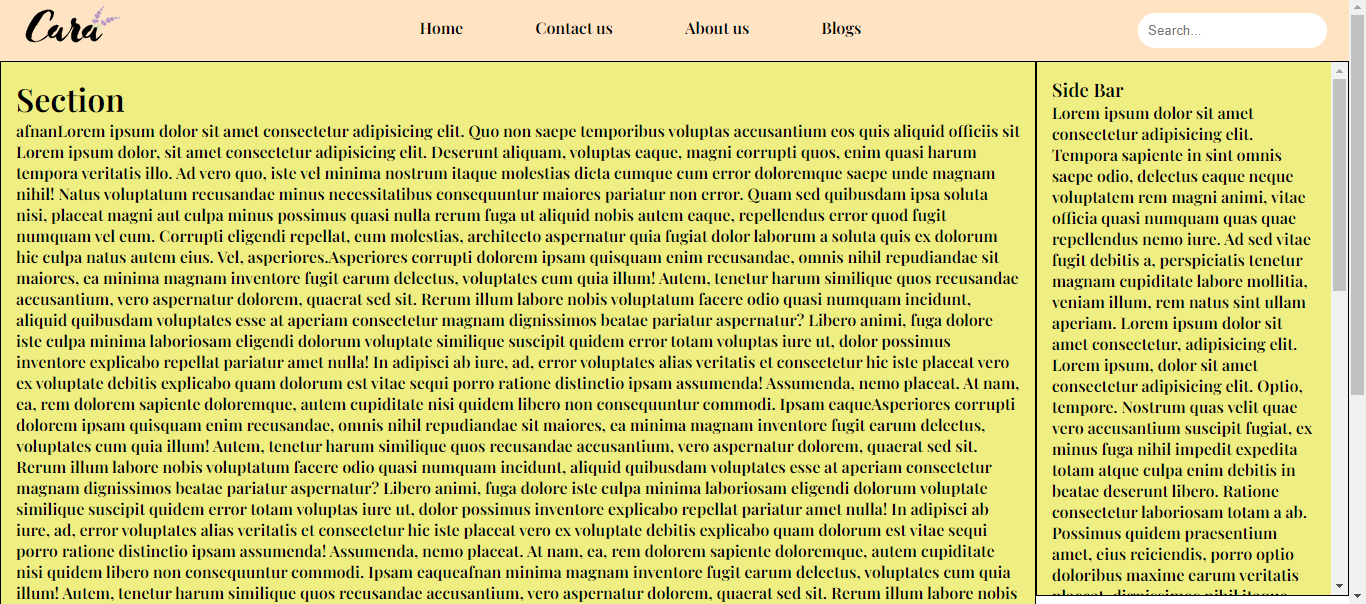 Cara
Home
Contact us
About us
Blogs
Search...
Section
afnanLorem ipsum dolor sit amet consectetur adipisicing elit. Quo non saepe temporibus voluptas accusantium eos quis aliquid officiis sit
Lorem ipsum dolor, sit amet consectetur adipisicing elit. Deserunt aliquam, voluptas eaque, magni corrupti quos, enim quasi harum
tempora veritatis illo. Ad vero quo, iste vel minima nostrum itaque molestias dicta cumque cum error doloremque saepe unde magnam
nihil! Natus voluptatum recusandae minus necessitatibus consequuntur maiores pariatur non error. Quam sed quibusdam ipsa soluta
nisi, placeat magni aut culpa minus possimus quasi nulla rerum fuga ut aliquid nobis autem eaque, repellendus error quod fugit
numquam vel eum. Corrupti eligendi repellat, eum molestias, architecto aspernatur quia fugiat dolor laborum a soluta quis ex dolorum
hic culpa natus autem eius. Vel, asperiores.Asperiores corrupti dolorem ipsam quisquam enim recusandae, omnis nihil repudiandae sit
maiores, ea minima magnam inventore fugit earum delectus, voluptates cum quia illum! Autem, tenetur harum similique quos recusandae
accusantium, vero aspernatur dolorem, quaerat sed sit. Rerum illum labore nobis voluptatum facere odio quasi numquam incidunt,
aliquid quibusdam voluptates esse at aperiam consectetur magnam dignissimos beatae pariatur aspernatur? Libero animi, fuga dolore
iste culpa minima laboriosam eligendi dolorum voluptate similique suscipit quidem error totam voluptas iure ut, dolor possimus
inventore explicabo repellat pariatur amet nulla! In adipisci ab iure, ad, error voluptates alias veritatis et consectetur hic iste placeat vero
ex voluptate debitis explicabo quam dolorum est vitae sequi porro ratione distinctio ipsam assumenda! Assumenda, nemo placeat. At nam,
ea, rem dolorem sapiente doloremque, autem cupiditate nisi quidem libero non consequuntur commodi. Ipsam eaqueAsperiores corrupti
dolorem ipsam quisquam enim recusandae, omnis nihil repudiandae sit maiores, ea minima magnam inventore fugit earum delectus,
voluptates cum quia illum! Autem, tenetur harum similique quos recusandae accusantium, vero aspernatur dolorem, quaerat sed sit.
Rerum illum labore nobis voluptatum facere odio quasi numquam incidunt, aliquid quibusdam voluptates esse at aperiam consectetur
magnam dignissimos beatae pariatur aspernatur? Libero animi, fuga dolore iste culpa minima laboriosam eligendi dolorum voluptate
similique suscipit quidem error totam voluptas iure ut, dolor possimus inventore explicabo repellat pariatur amet nulla! In adipisci ab
iure, ad, error voluptates alias veritatis et consectetur hic iste placeat vero ex voluptate debitis explicabo quam dolorum est vitae sequi
porro ratione distinctio ipsam assumenda! Assumenda, nemo placeat. At nam, ea, rem dolorem sapiente doloremque, autem cupiditate
nisi quidem libero non consequuntur commodi. Ipsam eaqueafnan minima magnam inventore fugit earum delectus, voluptates cum quia
illum! Autem, tenetur harum similique quos recusandae accusantium, vero aspernatur dolorem, quaerat sed sit. Rerum illum labore nobis
Side Bar
Lorem ipsum dolor sit amet
consectetur adipisicing elit.
Tempora sapiente in sint omnis
saepe odio, delectus eaque neque
voluptatem rem magni animi, vitae
officia quasi numquam quas quae
repellendus nemo iure. Ad sed vitae
fugit debitis a, perspiciatis tenetur
magnam cupiditate labore mollitia,
veniam illum, rem natus sint ullam
aperiam. Lorem ipsum dolor sit
amet consectetur, adipisicing elit.
Lorem ipsum, dolor sit amet
consectetur adipisicing elit. Optio,
tempore. Nostrum quas velit quae
vero accusantium suscipit fugiat, ex
minus fuga nihil impedit expedita
totam atque culpa enim debitis in
beatae deserunt libero. Ratione
consectetur laboriosam totam a ab.
Possimus quidem praesentium
amet, eius reiciendis, porro optio
doloribus maxime earum veritatis
placeat, dignissimos nihil itaque